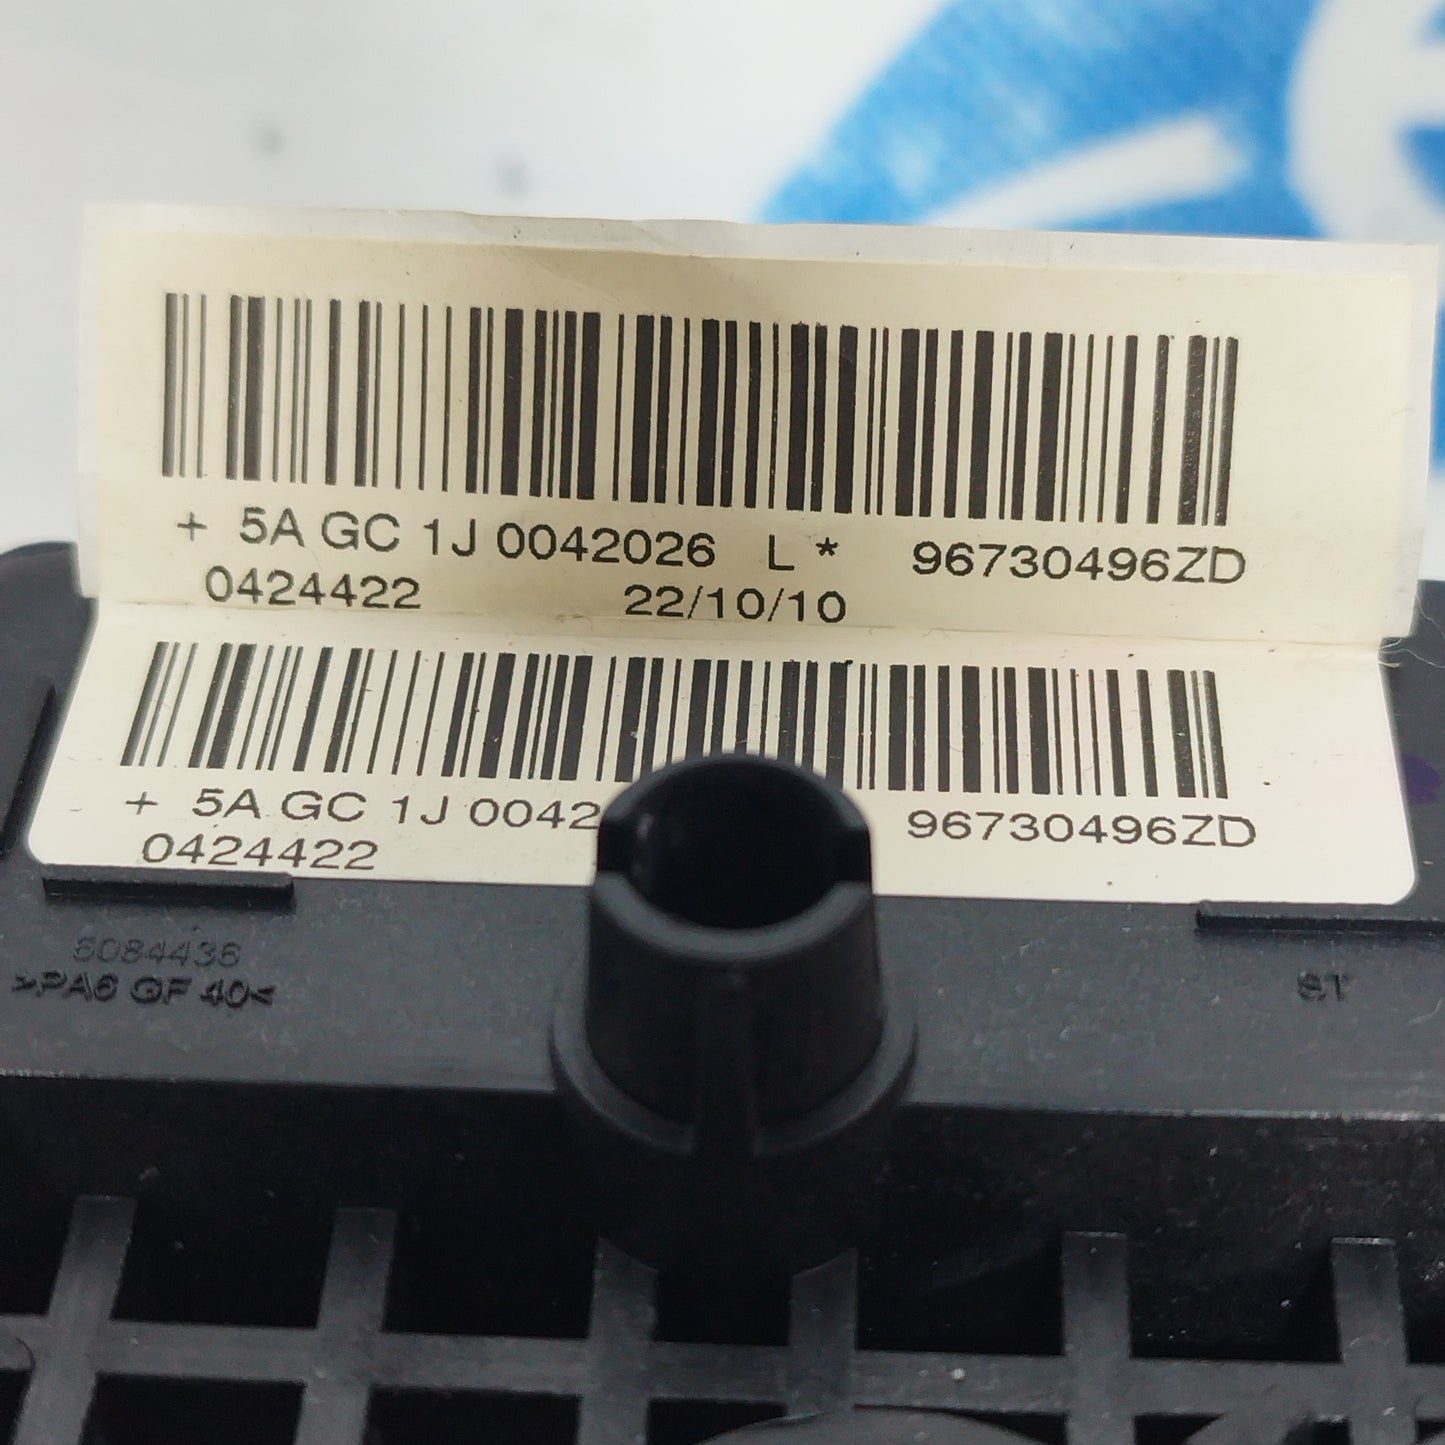 + 5A GC 1J 0042026 L * 96730496ZD
0424422 22/10/10
+ 5A GC 1J 0042 96730496ZD
0424422
6084436
>PA6 GF 40<